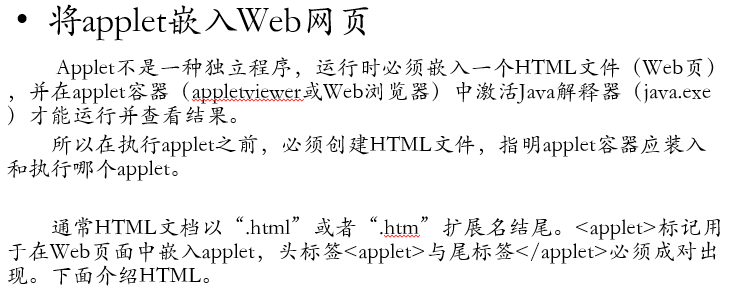 • 将applet嵌入Web网页
Applet不是一种独立程序，运行时必须嵌入一个HTML文件（Web页）
，并在applet容器（appletviewer或Web浏览器）中激活Java解释器（java.exe
）才能运行并查看结果。
所以在执行applet之前，必须创建HTML文件，指明applet容器应装入
和执行哪个applet。
通常HTML文档以“.html”或者“.htm”扩展名结尾。<applet>标记用
于在Web页面中嵌入applet，头标签<applet>与尾标签</applet>必须成对出
现。下面介绍HTML。